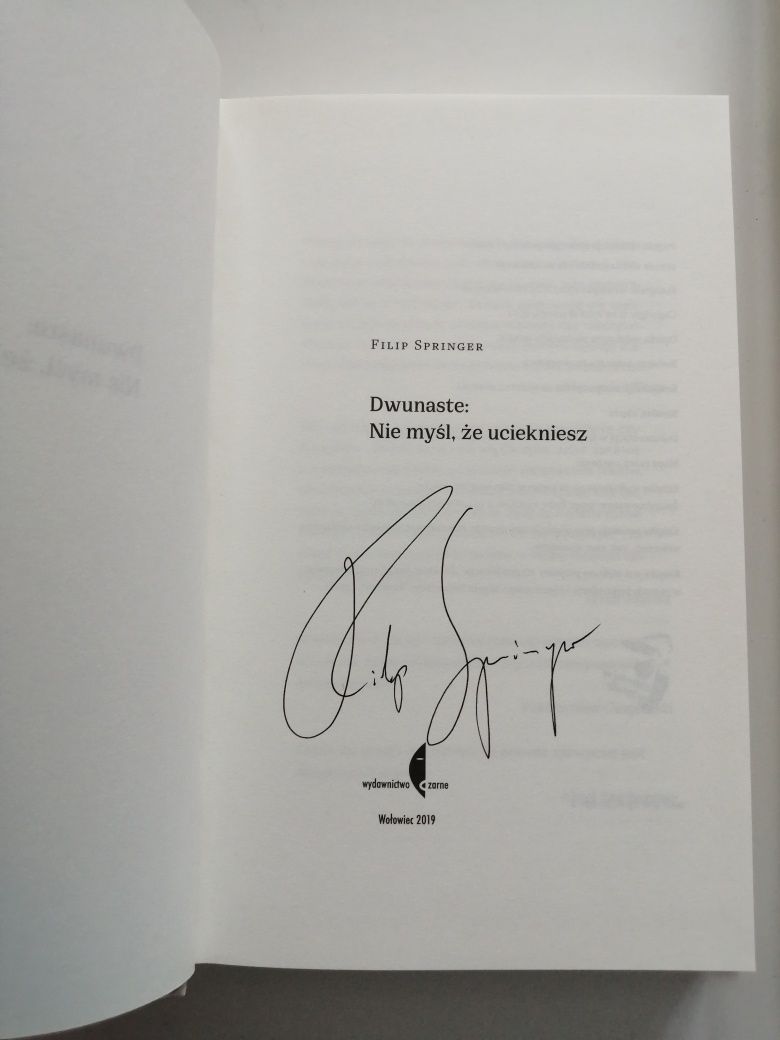 Filip Springer
Dwunaste:
Nie myśl, że uciekniesz
Filip Springer
wydawnictwo czarne
Wołowiec 2019